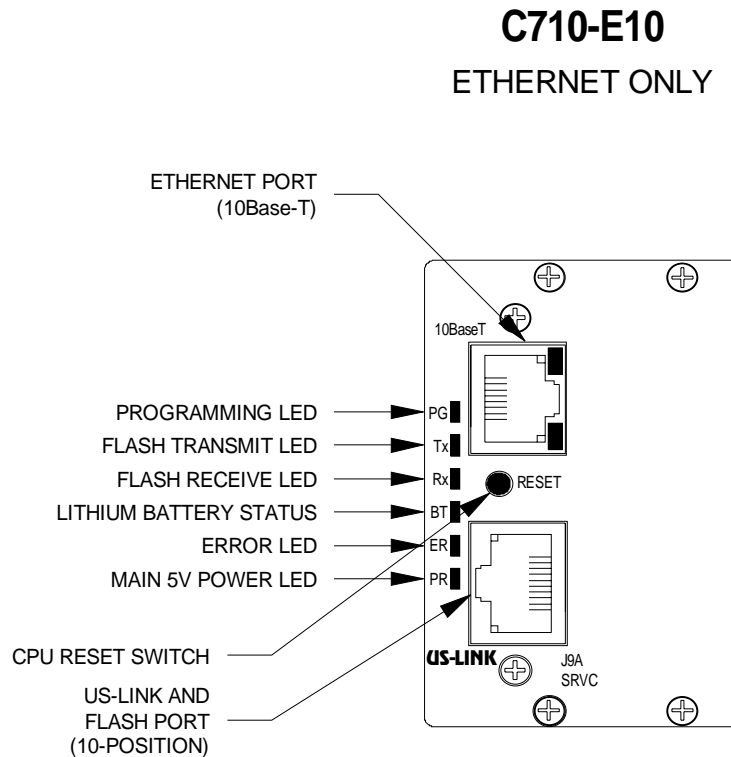 C710-E10
ETHERNET ONLY
ETHERNET PORT
(10Base-T)
10BaseT
PROGRAMMING LED
PG
FLASH TRANSMIT LED
Tx
FLASH RECEIVE LED
Rx
RESET
LITHIUM BATTERY STATUS
BT
ERROR LED
ER
MAIN 5V POWER LED
PR
CPU RESET SWITCH
US-LINK
J9A
SRVC
US-LINK AND
FLASH PORT
(10-POSITION)